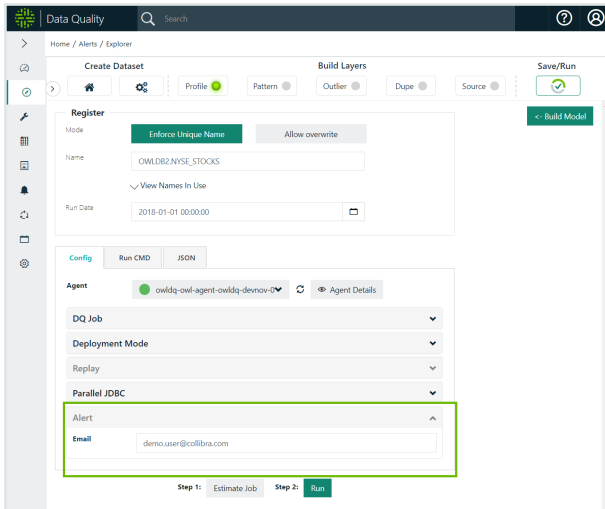 Data Quality
Search
Home / Alerts / Explorer
Create Dataset
Build Layers
Save/Run
Profile
Pattern
Outlier
Dupe
Source
<- Build Model
Register
Mode
Enforce Unique Name
Allow overwrite
Name
OWLDB2.NYSE_STOCKS
View Names In Use
Run Date
2018-01-01 00:00:00
Config
Run CMD
JSON
Agent
owldq-owl-agent-owldq-devnov-0
Agent Details
DQ Job
Deployment Mode
Replay
Parallel JDBC
Alert
Email
demo.user@collibra.com
Step 1:
Estimate Job
Step 2:
Run